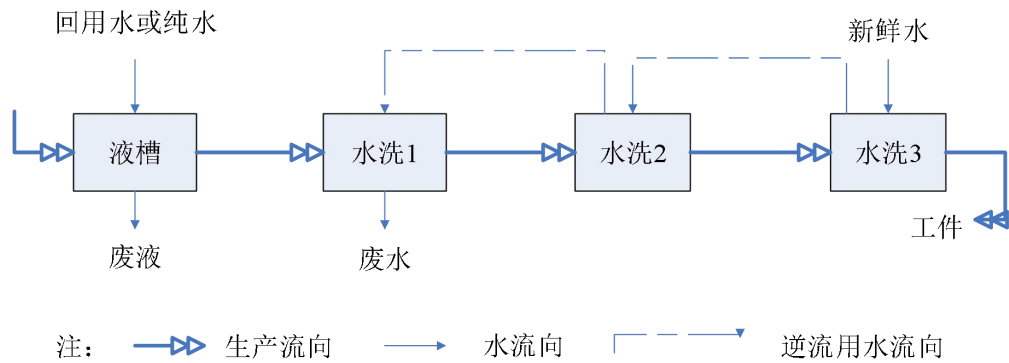 回用水或纯水
新鲜水
液槽
水洗1
水洗2
水洗3
工件
废液
废水
注：
生产流向
水流向
逆流用水流向